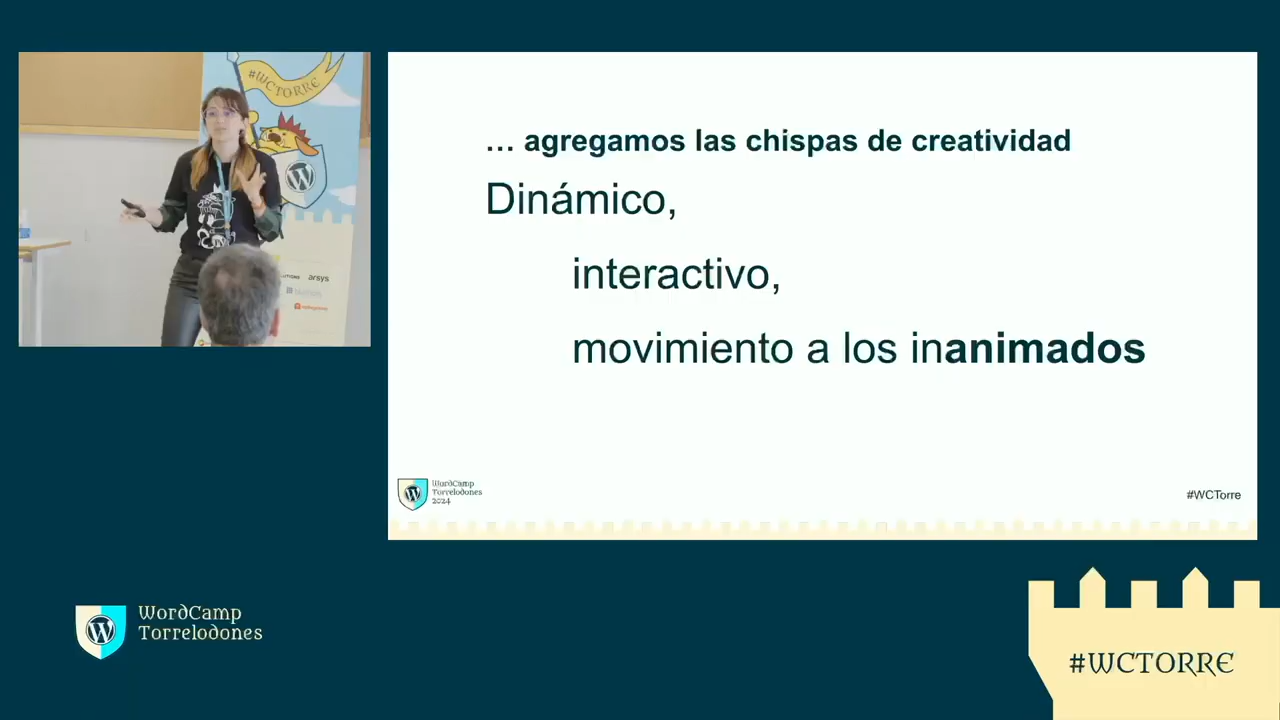 #WCTORRE
arsys
… agregamos las chispas de creatividad
Dinámico,
interactivo,
movimiento a los inanimados
WordCamp
Torrelodones
2024
#WCTorre
WordCamp
Torrelodones
#WCTORRE